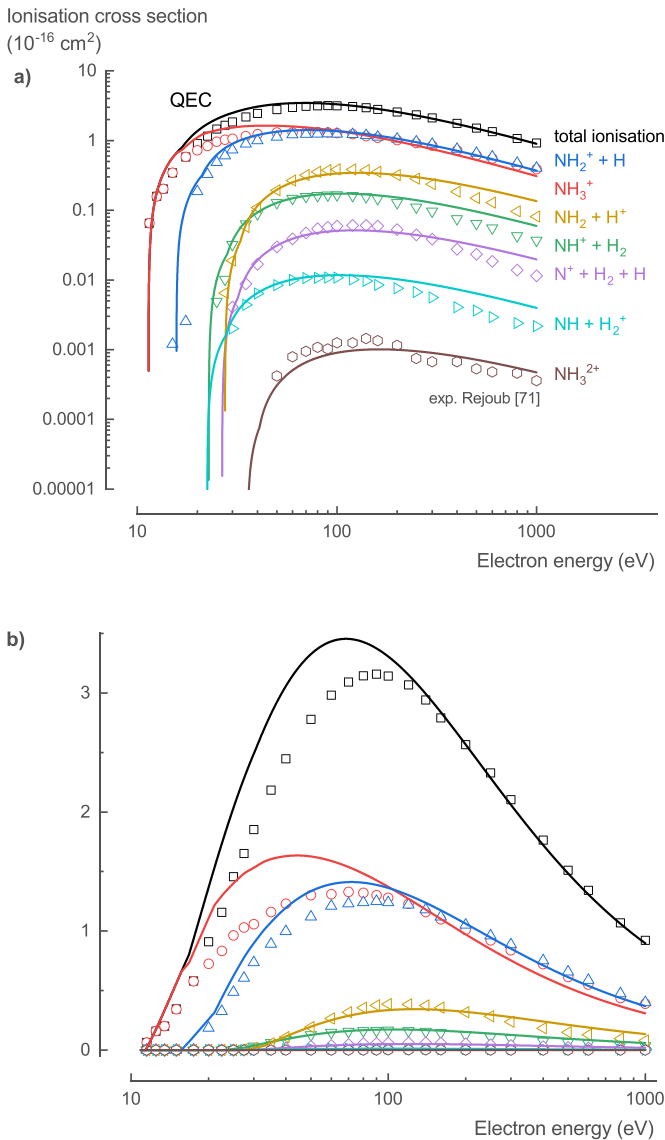 Ionisation cross section
(10⁻¹⁶ cm²)
a)
10
QEC
total ionisation
1
NH₂⁺ + H
NH₃⁺
0.1
NH₂ + H⁺
NH⁺ + H₂
0.01
N⁺ + H₂ + H
NH + H₂⁺
0.001
NH₃²⁺
exp. Rejoub [71]
0.0001
0.00001
10
100
1000
Electron energy (eV)
b)
3
2
1
0
10
100
1000
Electron energy (eV)